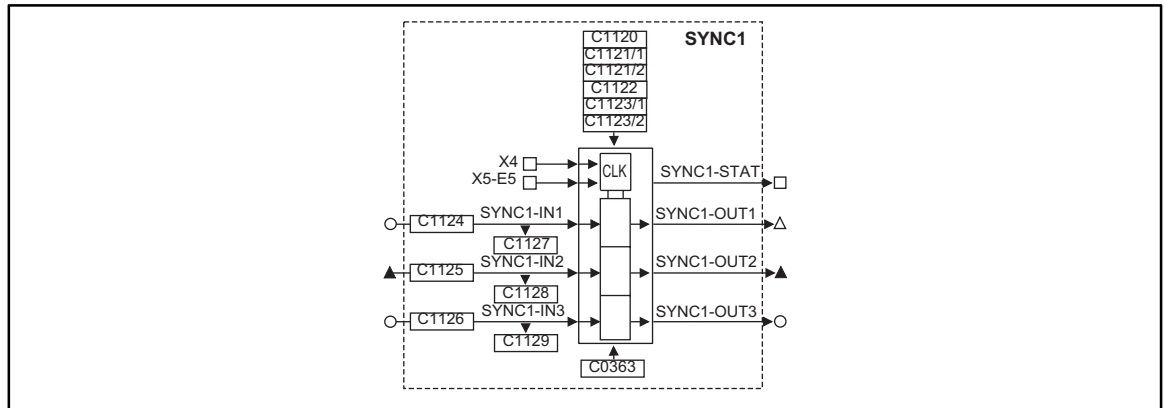 C1120
SYNC1
C1121/1
C1121/2
C1122
C1123/1
C1123/2
X4
CLK
SYNC1-STAT
X5-E5
C1124
SYNC1-IN1
SYNC1-OUT1
C1127
C1125
SYNC1-IN2
SYNC1-OUT2
C1128
C1126
SYNC1-IN3
SYNC1-OUT3
C1129
C0363